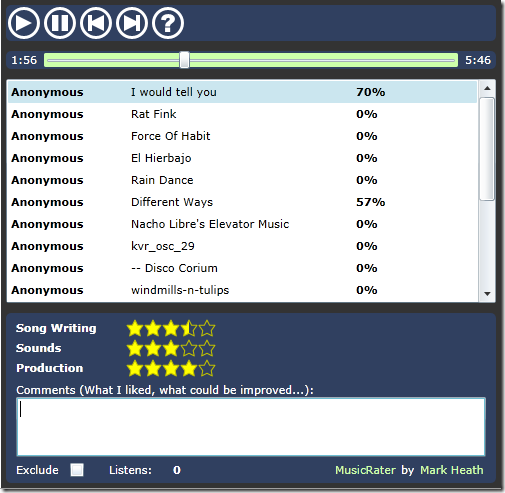 ?
1:56 5:46
Anonymous I would tell you 70%
Anonymous Rat Fink 0%
Anonymous Force Of Habit 0%
Anonymous El Hierbajo 0%
Anonymous Rain Dance 0%
Anonymous Different Ways 57%
Anonymous Nacho Libre's Elevator Music 0%
Anonymous kvr_osc_29 0%
Anonymous -- Disco Corium 0%
Anonymous windmills-n-tulips 0%
Song Writing
Sounds
Production
Comments (What I liked, what could be improved...):
Exclude Listens: 0 MusicRater by Mark Heath